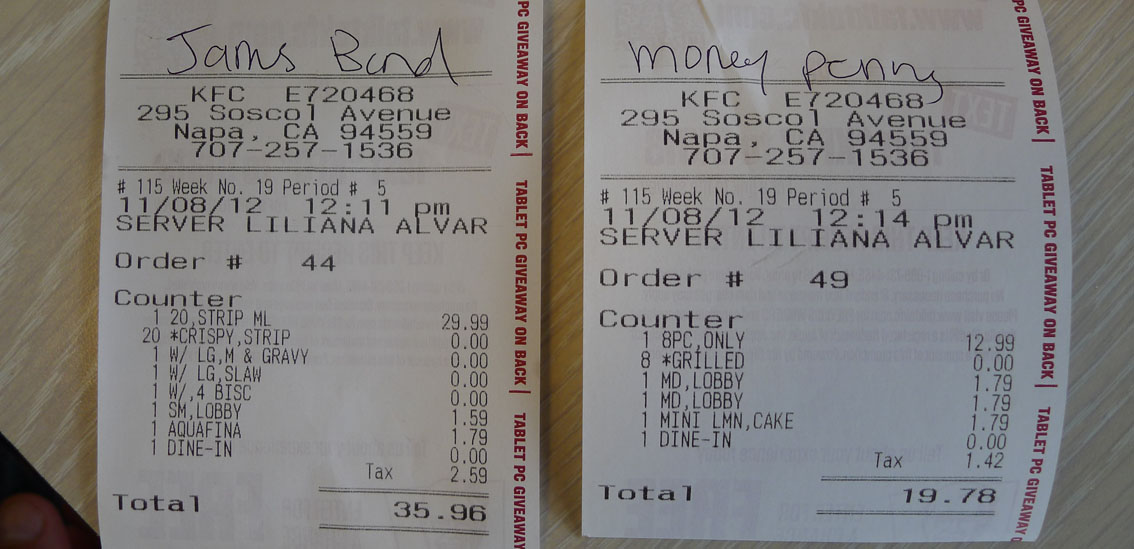 Jams Bond
KFC E720468
295 Soscol Avenue
Napa, CA 94559
707-257-1536
# 115 Week No. 19 Period # 5
11/08/12 12:11 pm
SERVER LILIANA ALVAR
Order # 44
Counter
1 20,STRIP ML 29.99
20 *CRISPY,STRIP 0.00
1 W/ LG,M & GRAVY 0.00
1 W/ LG,SLAW 0.00
1 W/,4 BISC 0.00
1 SM,LOBBY 1.59
1 AQUAFINA 1.79
1 DINE-IN 0.00
Tax 2.59
Total 35.96
PC GIVEAWAY ON BACK |
TABLET PC GIVEAWAY ON BACK |
TABLET PC GIVEAWAY ON BACK
money penny
KFC E720468
295 Soscol Avenue
Napa, CA 94559
707-257-1536
# 115 Week No. 19 Period # 5
11/08/12 12:14 pm
SERVER LILIANA ALVAR
Order # 49
Counter
1 8PC,ONLY 12.99
8 *GRILLED 0.00
1 MD,LOBBY 1.79
1 MD,LOBBY 1.79
1 MINI LMN,CAKE 1.79
1 DINE-IN 0.00
Tax 1.42
Total 19.78
PC GIVEAWAY ON BACK |
TABLET PC GIVEAWAY ON BACK |
TABLET PC GIVEAWAY O